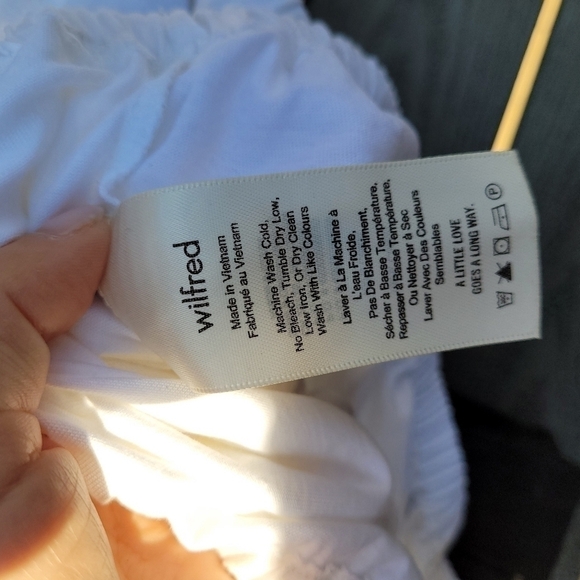 wilfred
Made in Vietnam
Fabriqué au Vietnam
Machine Wash Cold,
No Bleach, Tumble Dry Low,
Low Iron, Or Dry Clean
Wash With Like Colours
Laver À La Machine à
L'eau Froide,
Pas De Blanchiment,
Sécher à Basse Température,
Repasser à Basse Température,
Ou Nettoyer à Sec
Laver Avec Des Couleurs
Semblables
A LITTLE LOVE
GOES A LONG WAY.
P